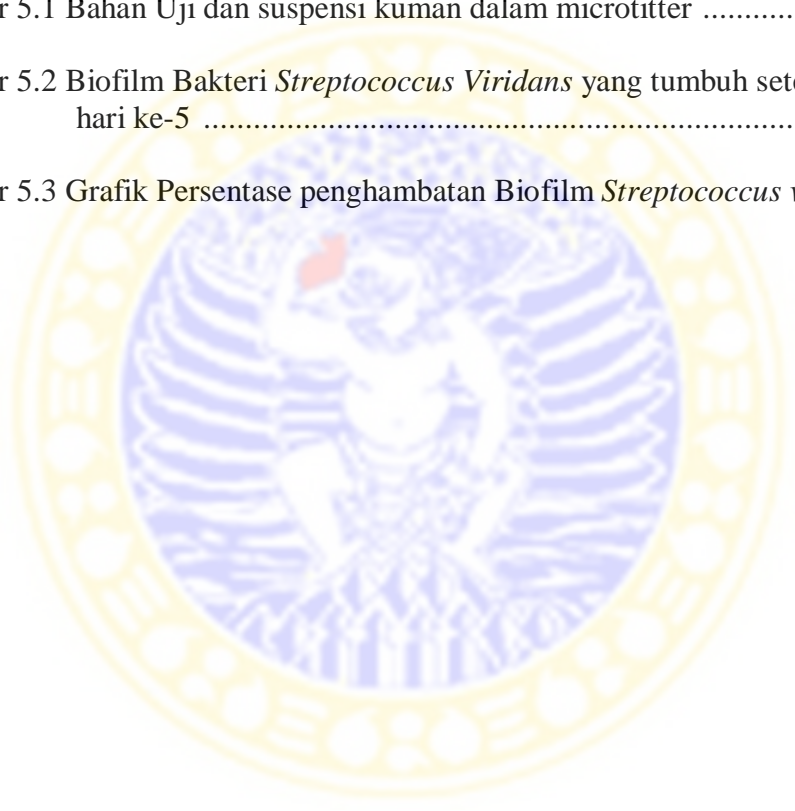 r 5.1 Bahan Uji dan suspensi kuman dalam microtitter ...........
r 5.2 Biofilm Bakteri Streptococcus Viridans yang tumbuh sete
hari ke-5 .......................................................................
r 5.3 Grafik Persentase penghambatan Biofilm Streptococcus v